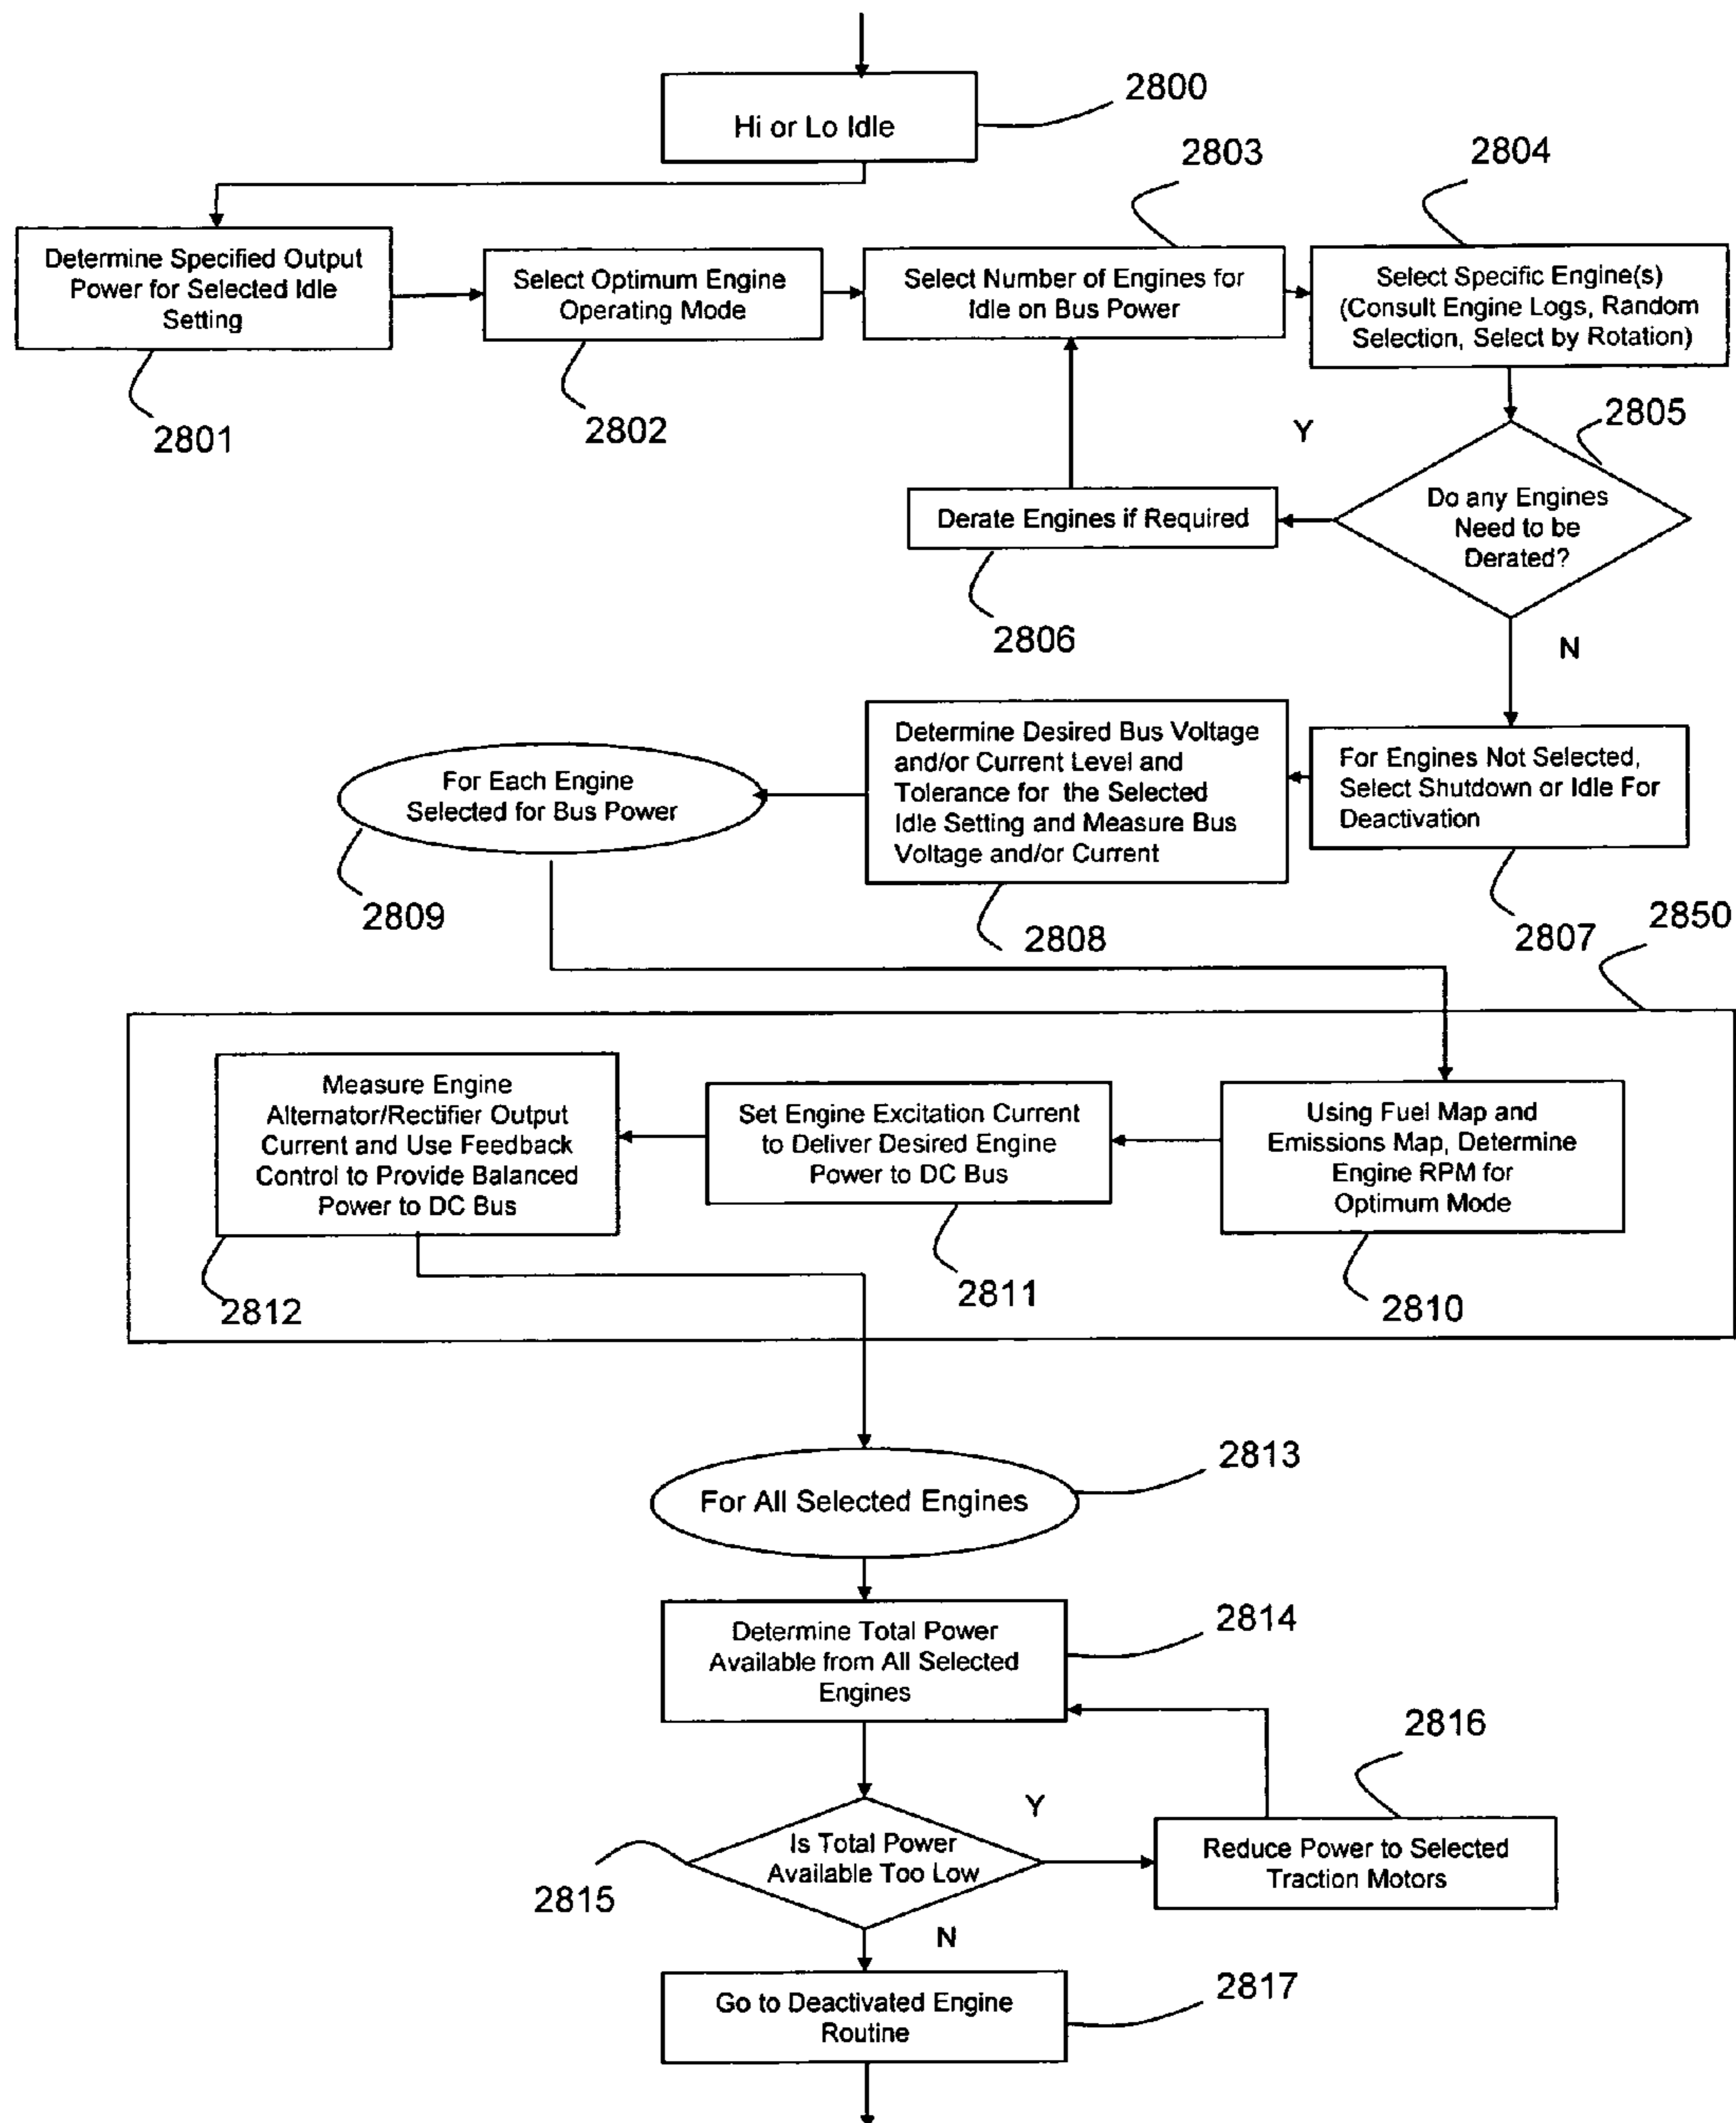 2800
Hi or Lo Idle
2803
2804
Determine Specified Output
Power for Selected Idle
Setting
Select Optimum Engine
Operating Mode
Select Number of Engines for
Idle on Bus Power
Select Specific Engine(s)
(Consult Engine Logs, Random
Selection, Select by Rotation)
2801
2802
2805
Y
Do any Engines
Need to be
Derated?
Derate Engines if Required
2806
N
For Engines Not Selected,
Select Shutdown or Idle For
Deactivation
Determine Desired Bus Voltage
and/or Current Level and
Tolerance for the Selected
Idle Setting and Measure Bus
Voltage and/or Current
For Each Engine
Selected for Bus Power
2809
2808
2807
2850
Measure Engine
Alternator/Rectifier Output
Current and Use Feedback
Control to Provide Balanced
Power to DC Bus
Set Engine Excitation Current
to Deliver Desired Engine
Power to DC Bus
Using Fuel Map and
Emissions Map, Determine
Engine RPM for
Optimum Mode
2812
2811
2810
2813
For All Selected Engines
2814
Determine Total Power
Available from All Selected
Engines
2816
Y
Is Total Power
Available Too Low
Reduce Power to Selected
Traction Motors
2815
N
2817
Go to Deactivated Engine
Routine